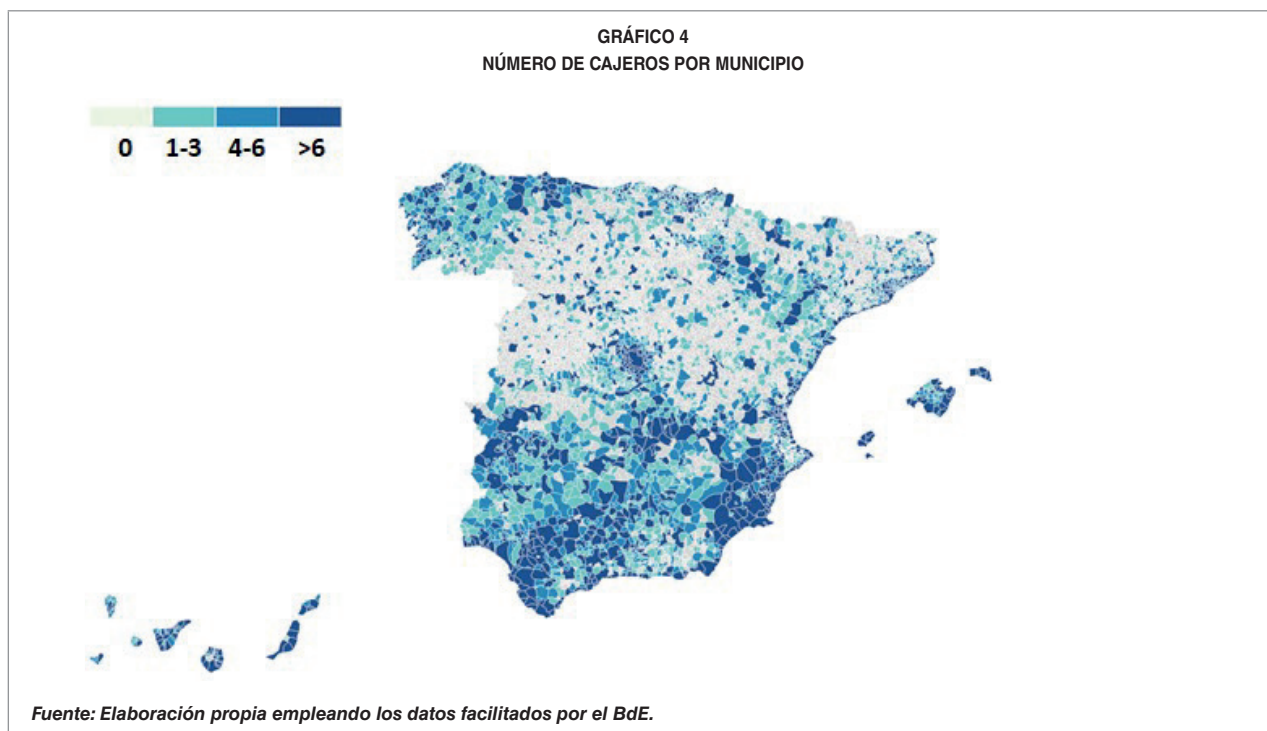 GRÁFICO 4
NÚMERO DE CAJEROS POR MUNICIPIO
0 1-3 4-6 >6
Fuente: Elaboración propia empleando los datos facilitados por el BdE.